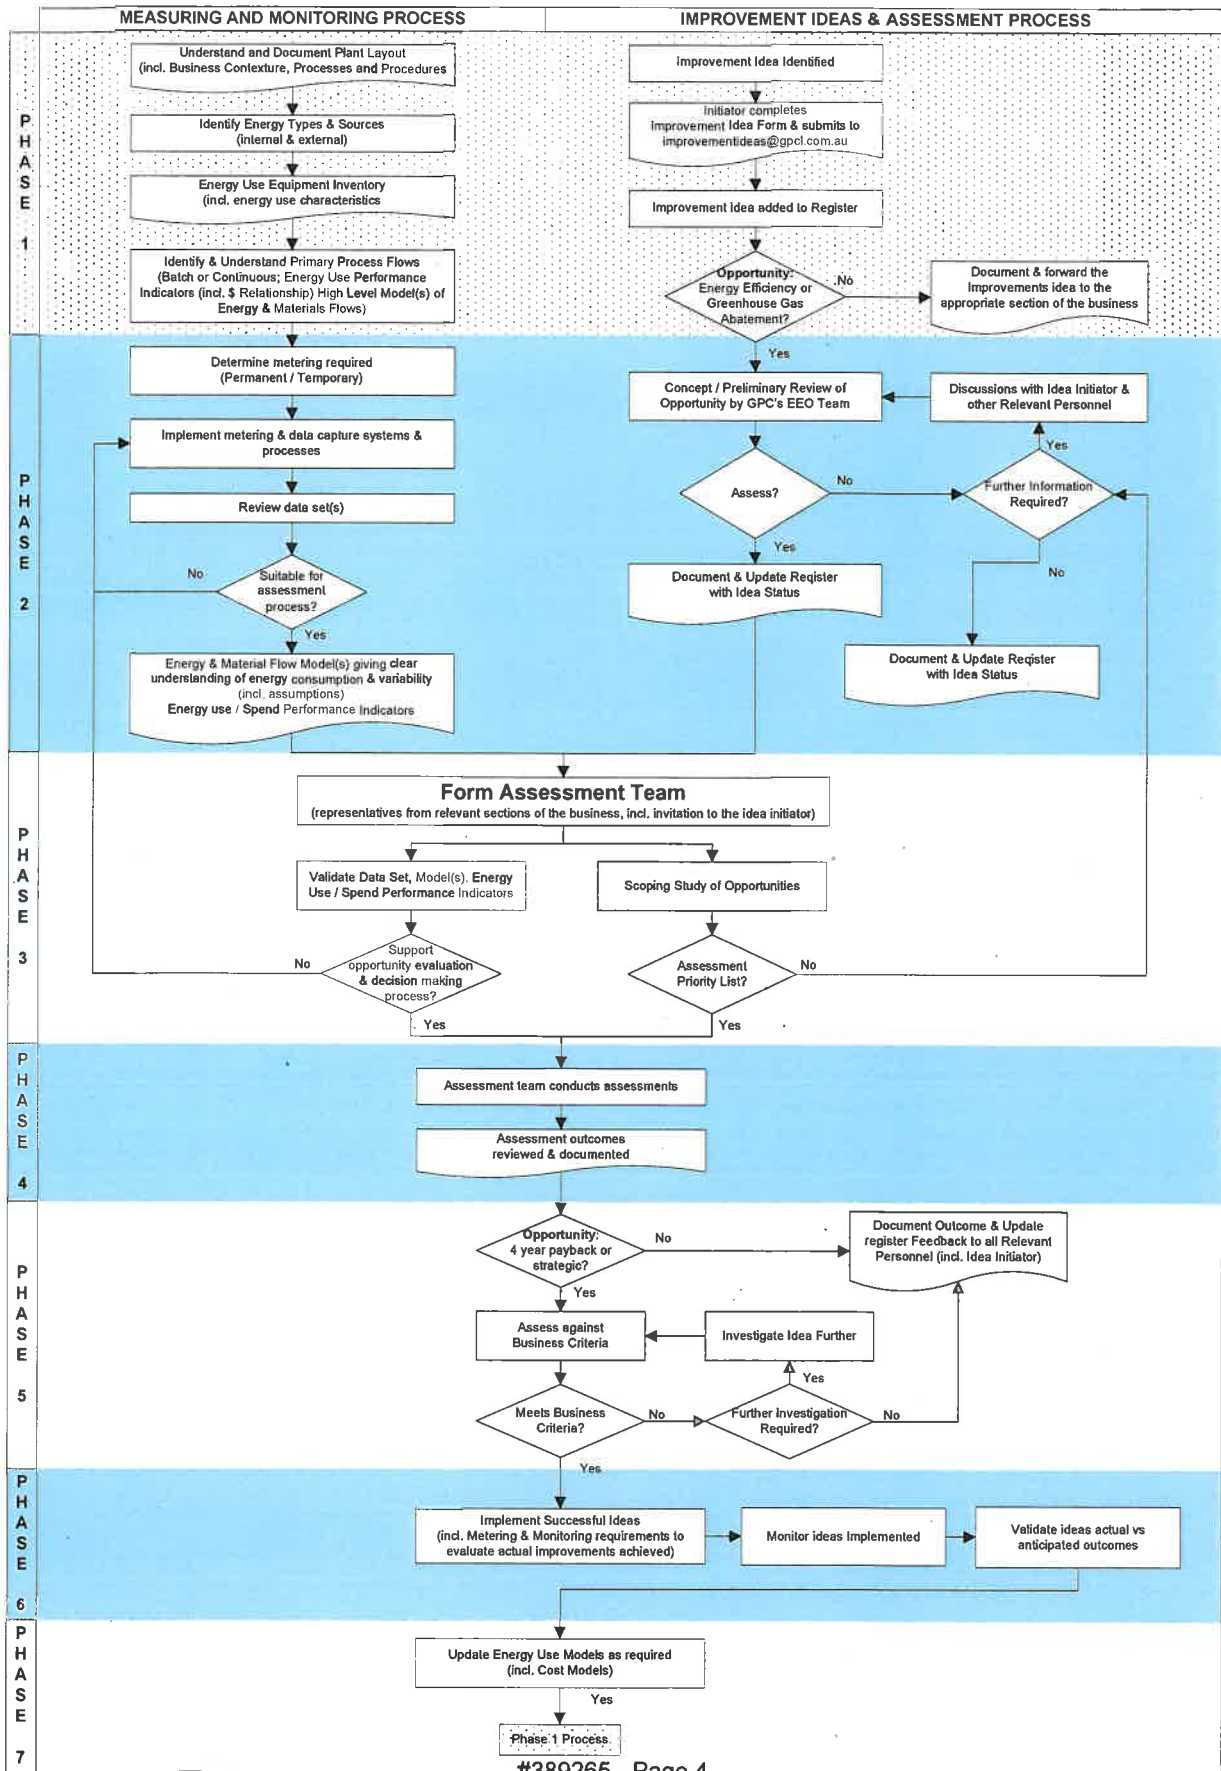 MEASURING AND MONITORING PROCESS
IMPROVEMENT IDEAS & ASSESSMENT PROCESS
PHASE 1
Understand and Document Plant Layout
(incl. Business Contexture, Processes and Procedures
Identify Energy Types & Sources
(internal & external)
Energy Use Equipment Inventory
(incl. energy use characteristics
Identify & Understand Primary Process Flows
(Batch or Continuous; Energy Use Performance
Indicators (incl. $ Relationship) High Level Model(s) of
Energy & Materials Flows)
Improvement Idea Identified
Initiator completes
Improvement Idea Form & submits to
improvementideas@gpcl.com.au
Improvement Idea added to Register
Opportunity:
Energy Efficiency or
Greenhouse Gas
Abatement?
No
Document & forward the
Improvements idea to the
appropriate section of the business
Yes
PHASE 2
Determine metering required
(Permanent / Temporary)
Implement metering & data capture systems &
processes
Review data set(s)
Suitable for
assessment
process?
No
Yes
Energy & Material Flow Model(s) giving clear
understanding of energy consumption & variability
(incl. assumptions)
Energy use / Spend Performance Indicators
Concept / Preliminary Review of
Opportunity by GPC's EEO Team
Discussions with Idea Initiator &
other Relevant Personnel
Yes
Assess?
No
Further Information
Required?
Yes
No
Document & Update Register
with Idea Status
Document & Update Register
with Idea Status
PHASE 3
Form Assessment Team
(representatives from relevant sections of the business, incl. invitation to the idea initiator)
Validate Data Set, Model(s). Energy
Use / Spend Performance Indicators
Scoping Study of Opportunities
Support
opportunity evaluation
& decision making
process?
No
Yes
Assessment
Priority List?
No
Yes
PHASE 4
Assessment team conducts assessments
Assessment outcomes
reviewed & documented
PHASE 5
Opportunity:
4 year payback or
strategic?
No
Yes
Document Outcome & Update
register Feedback to all Relevant
Personnel (incl. Idea Initiator)
Assess against
Business Criteria
Investigate Idea Further
Yes
Meets Business
Criteria?
No
Further Investigation
Required?
No
Yes
PHASE 6
Implement Successful Ideas
(incl. Metering & Monitoring requirements to
evaluate actual improvements achieved)
Monitor ideas Implemented
Validate ideas actual vs
anticipated outcomes
PHASE 7
Update Energy Use Models as required
(incl. Cost Models)
Yes
Phase 1 Process
#389265 Page 4